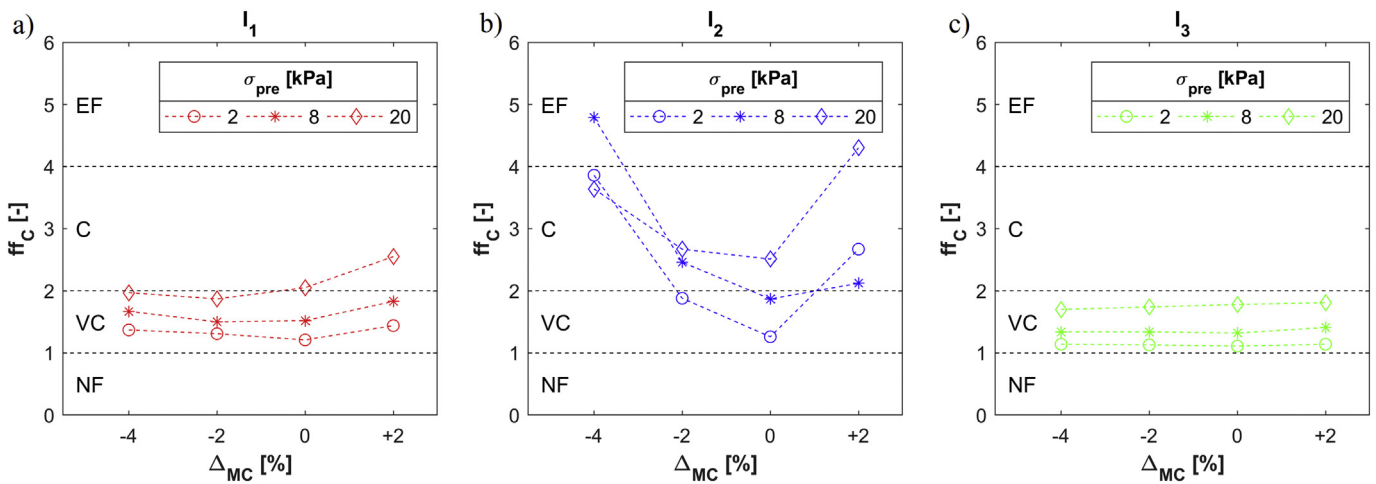 a)
I1
6
5
4
3
2
1
0
ffC [-]
EF
C
VC
NF
σpre [kPa]
2 8 20
-4 -2 0 +2
ΔMC [%]
b)
I2
6
5
4
3
2
1
0
ffC [-]
EF
C
VC
NF
σpre [kPa]
2 8 20
-4 -2 0 +2
ΔMC [%]
c)
I3
6
5
4
3
2
1
0
ffC [-]
EF
C
VC
NF
σpre [kPa]
2 8 20
-4 -2 0 +2
ΔMC [%]